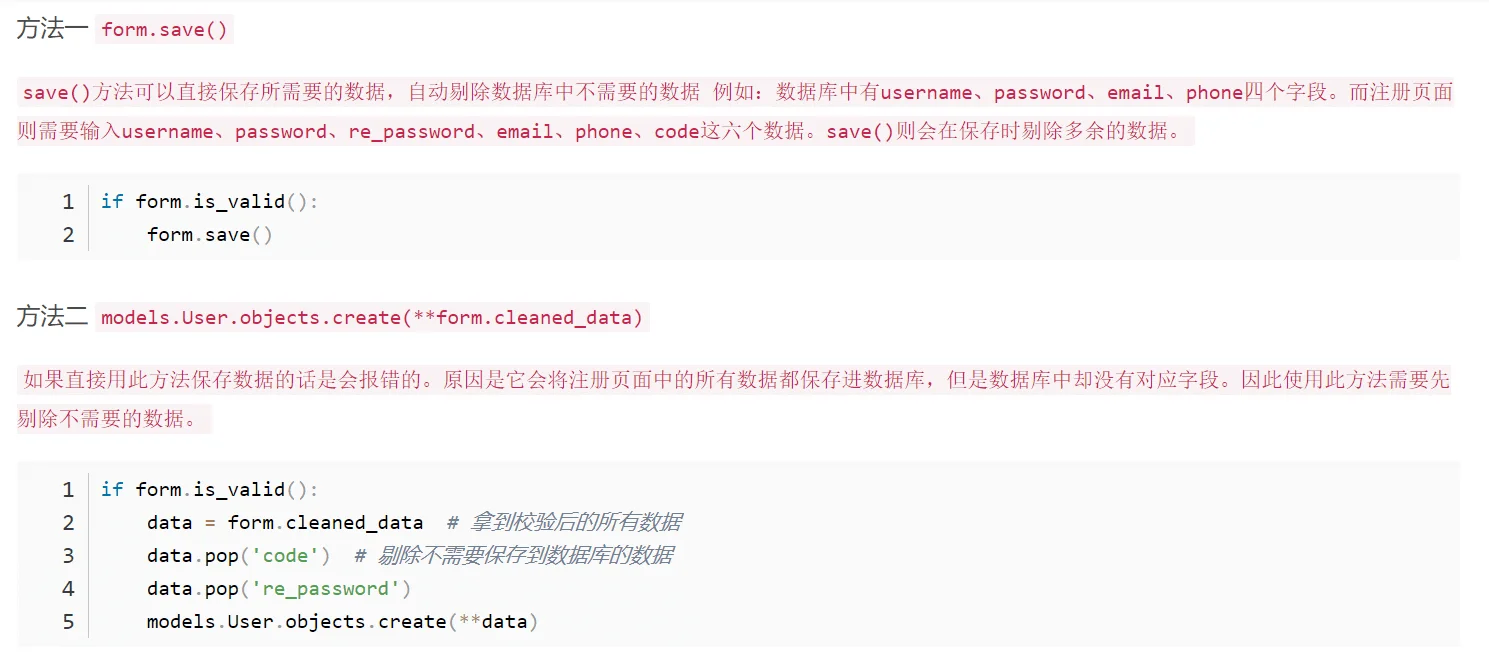 方法一 form.save()
save()方法可以直接保存所需要的数据，自动剔除数据库中不需要的数据 例如：数据库中有username、password、email、phone四个字段。而注册页面
则需要输入username、password、re_password、email、phone、code这六个数据。save()则会在保存时剔除多余的数据。
1 if form.is_valid():
2     form.save()
方法二 models.User.objects.create(**form.cleaned_data)
如果直接用此方法保存数据的话是会报错的。原因是它会将注册页面中的所有数据都保存进数据库，但是数据库中却没有对应字段。因此使用此方法需要先
剔除不需要的数据。
1 if form.is_valid():
2     data = form.cleaned_data  # 拿到校验后的所有数据
3     data.pop('code')  # 剔除不需要保存到数据库的数据
4     data.pop('re_password')
5     models.User.objects.create(**data)